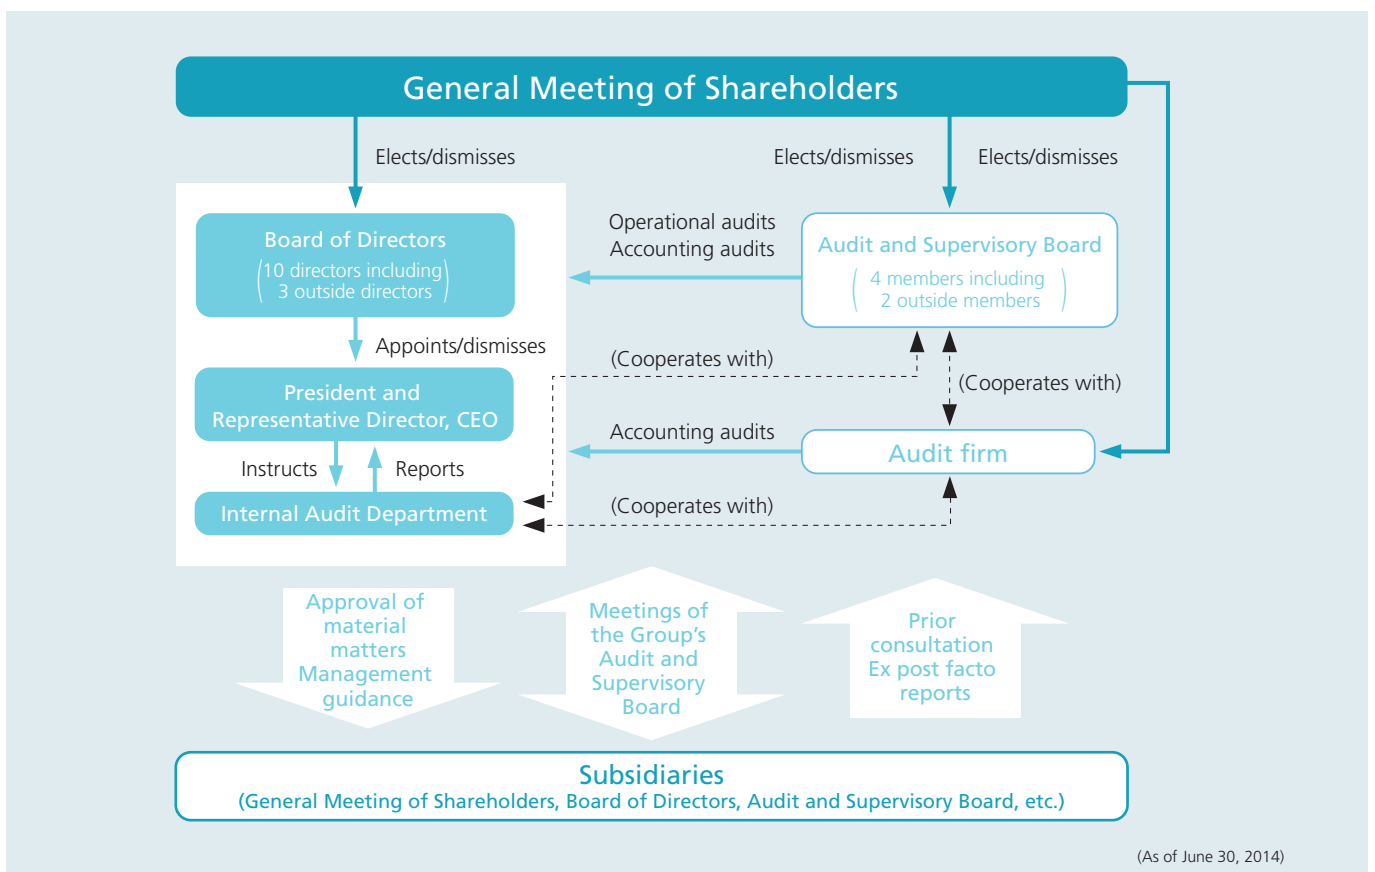 General Meeting of Shareholders
Elects/dismisses
Elects/dismisses
Elects/dismisses
Board of Directors
(10 directors including
3 outside directors)
Operational audits
Accounting audits
Audit and Supervisory Board
(4 members including
2 outside members)
Appoints/dismisses
(Cooperates with)
(Cooperates with)
President and
Representative Director, CEO
Accounting audits
Audit firm
Instructs
Reports
Internal Audit Department
(Cooperates with)
Approval of
material
matters
Management
guidance
Meetings of
the Group’s
Audit and
Supervisory
Board
Prior
consultation
Ex post facto
reports
Subsidiaries
(General Meeting of Shareholders, Board of Directors, Audit and Supervisory Board, etc.)
(As of June 30, 2014)